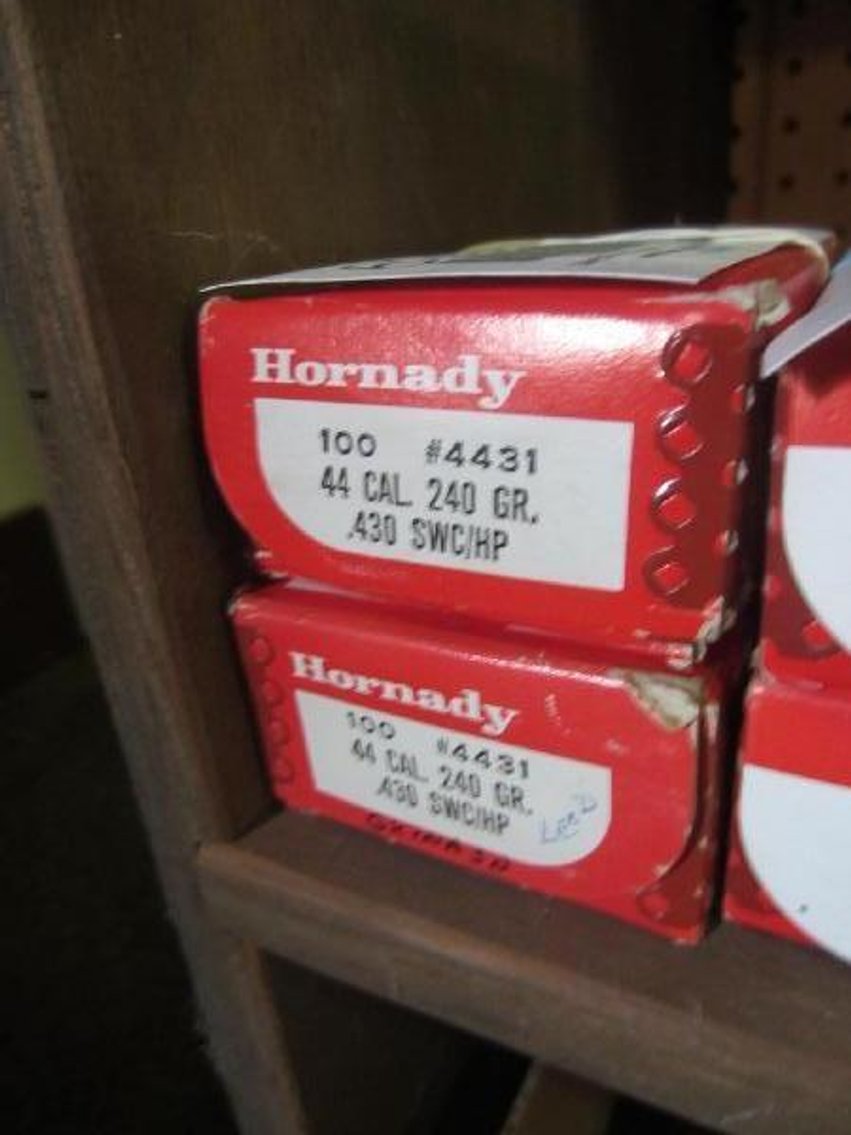 Hornady
100 #4431
44 CAL. 240 GR.
.430 SWC/HP
Hornady
100 #4431
44 CAL. 240 GR.
.430 SWC/HP
LEAD